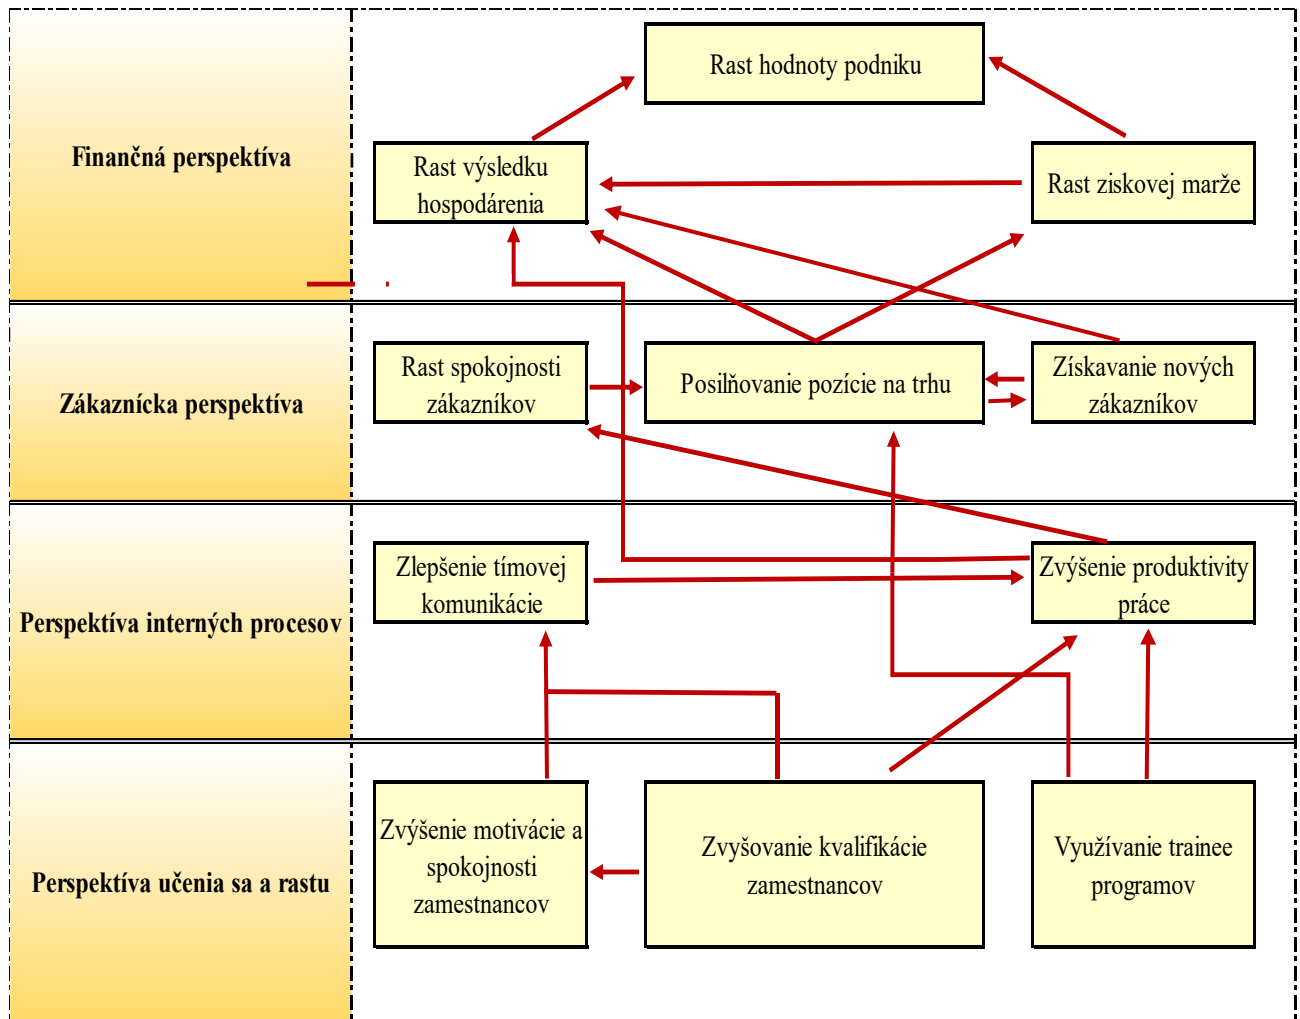 Finančná perspektíva
Rast hodnoty podniku
Rast výsledku
hospodárenia
Rast ziskovej marže
Zákaznícka perspektíva
Rast spokojnosti
zákazníkov
Posilňovanie pozície na trhu
Získavanie nových
zákazníkov
Perspektíva interných procesov
Zlepšenie tímovej
komunikácie
Zvýšenie produktivity
práce
Perspektíva učenia sa a rastu
Zvýšenie motivácie a
spokojnosti
zamestnancov
Zvyšovanie kvalifikácie
zamestnancov
Využívanie trainee
programov